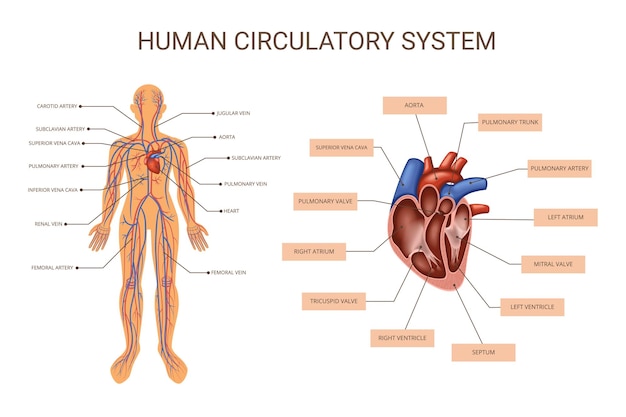 HUMAN CIRCULATORY SYSTEM
CAROTID ARTERY
SUBCLAVIAN ARTERY
SUPERIOR VENA CAVA
PULMONARY ARTERY
INFERIOR VENA CAVA
RENAL VEIN
FEMORAL ARTERY
JUGULAR VEIN
AORTA
SUBCLAVIAN ARTERY
PULMONARY VEIN
HEART
FEMORAL VEIN
AORTA
PULMONARY TRUNK
SUPERIOR VENA CAVA
PULMONARY ARTERY
PULMONARY VALVE
LEFT ATRIUM
RIGHT ATRIUM
MITRAL VALVE
TRICUSPID VALVE
LEFT VENTRICLE
RIGHT VENTRICLE
SEPTUM